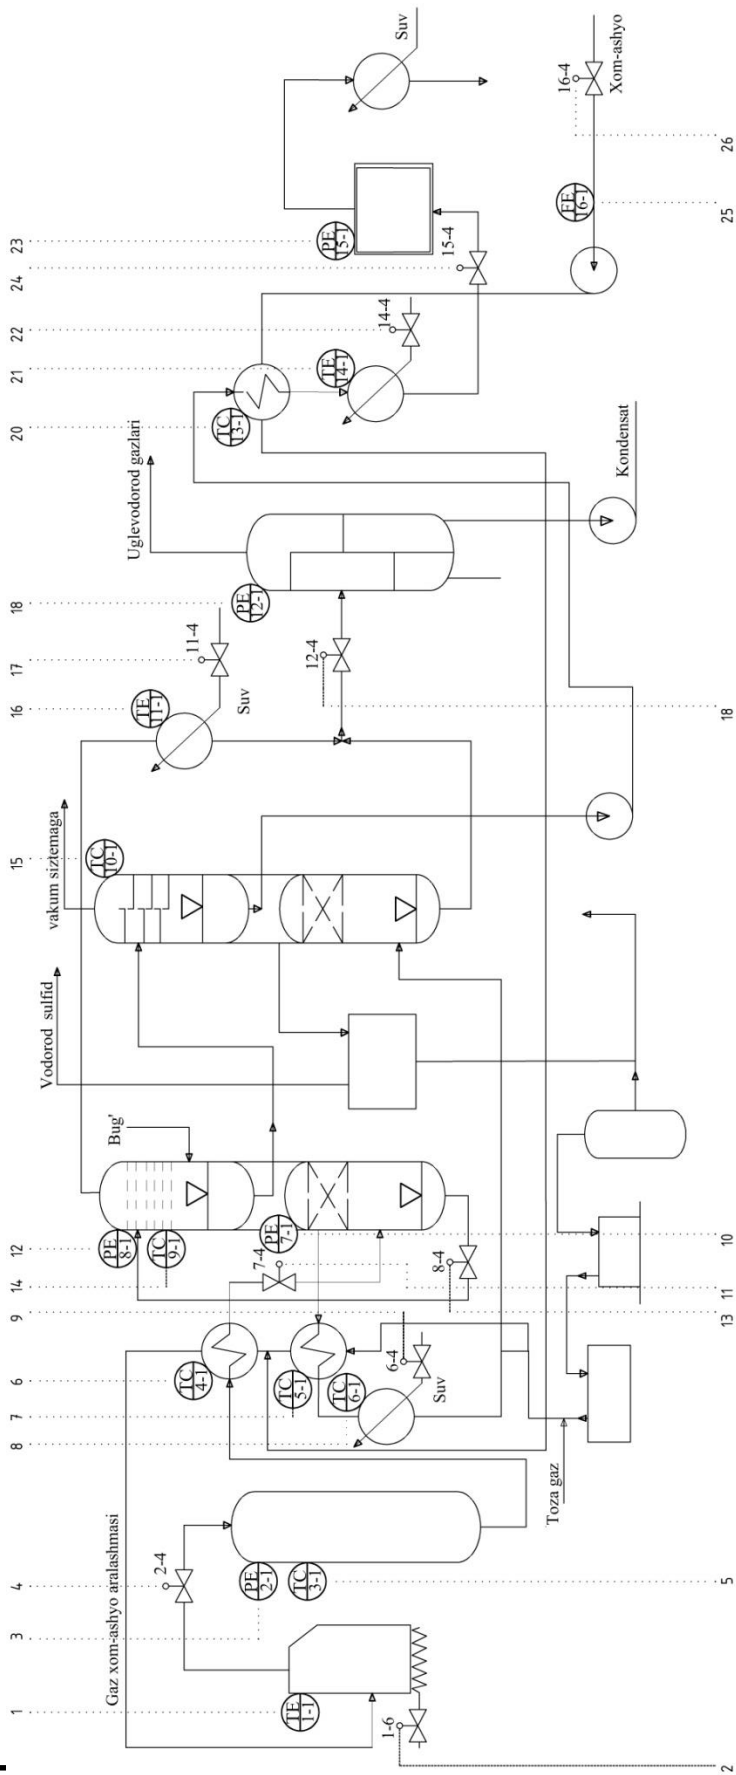 1
3
4
6
7
8
9
12
14
15
16
17
18
20
21
22
24
23
Gaz xom-ashyo aralashmasi
2-4
TE
1-1
1-6
PE
2-1
TC
3-1
TC
4-1
TC
5-1
TC
6-1
6-4
Suv
Toza gaz
PE
8-1
TC
9-1
Bug'
7-4
PE
7-1
8-4
Vodorod sulfid
vakum siztemaga
TC
10-1
TE
11-1
11-4
Suv
12-4
PE
12-1
Uglevodorod gazlari
Kondensat
TC
13-1
TE
14-1
14-4
15-4
PE
15-1
Suv
FE
16-1
16-4
Xom-ashyo
2
5
13
11
10
18
25
26